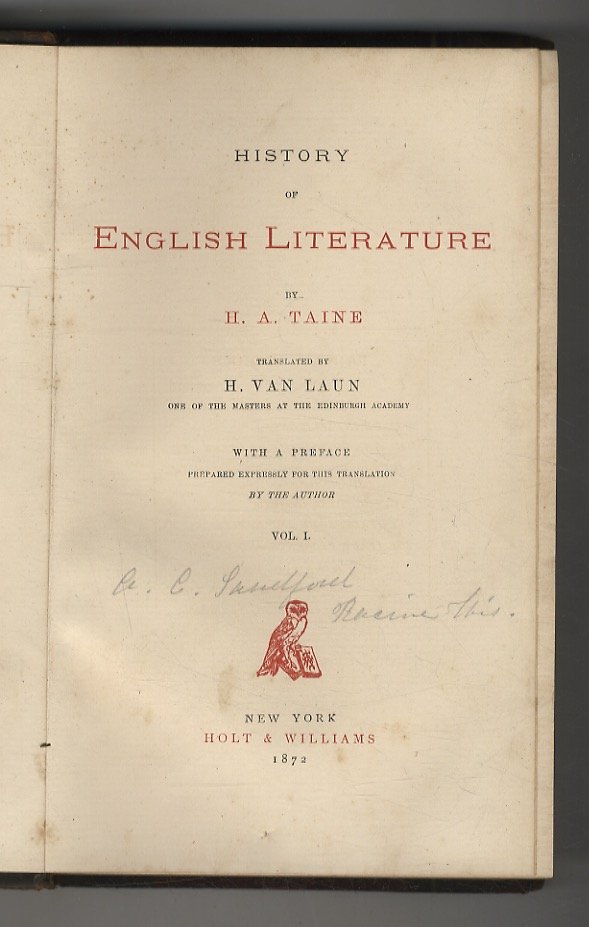 HISTORY
OF
ENGLISH LITERATURE
BY
H. A. TAINE
TRANSLATED BY
H. VAN LAUN
ONE OF THE MASTERS AT THE EDINBURGH ACADEMY
WITH A PREFACE
PREPARED EXPRESSLY FOR THIS TRANSLATION
BY THE AUTHOR
VOL. I.
C. Sandford
Racine Wis.
NEW YORK
HOLT & WILLIAMS
1872